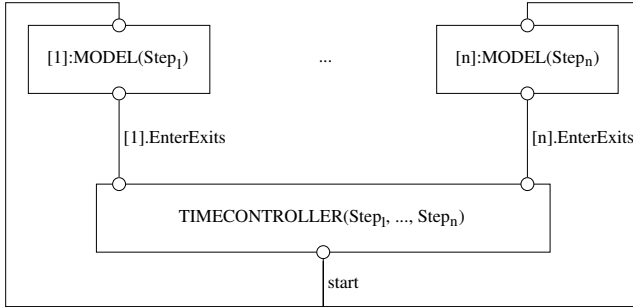 [1]:MODEL(Step₁) ... [n]:MODEL(Stepₙ)
[1].EnterExits [n].EnterExits
TIMECONTROLLER(Step₁, ..., Stepₙ)
start